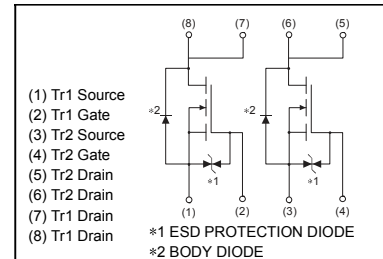 (8) (7) (6) (5)
(1) Tr1 Source
(2) Tr1 Gate
(3) Tr2 Source
(4) Tr2 Gate
(5) Tr2 Drain
(6) Tr2 Drain
(7) Tr1 Drain
(8) Tr1 Drain
∗2 ∗2
∗1 ∗1
(1) (2) (3) (4)
∗1 ESD PROTECTION DIODE
∗2 BODY DIODE